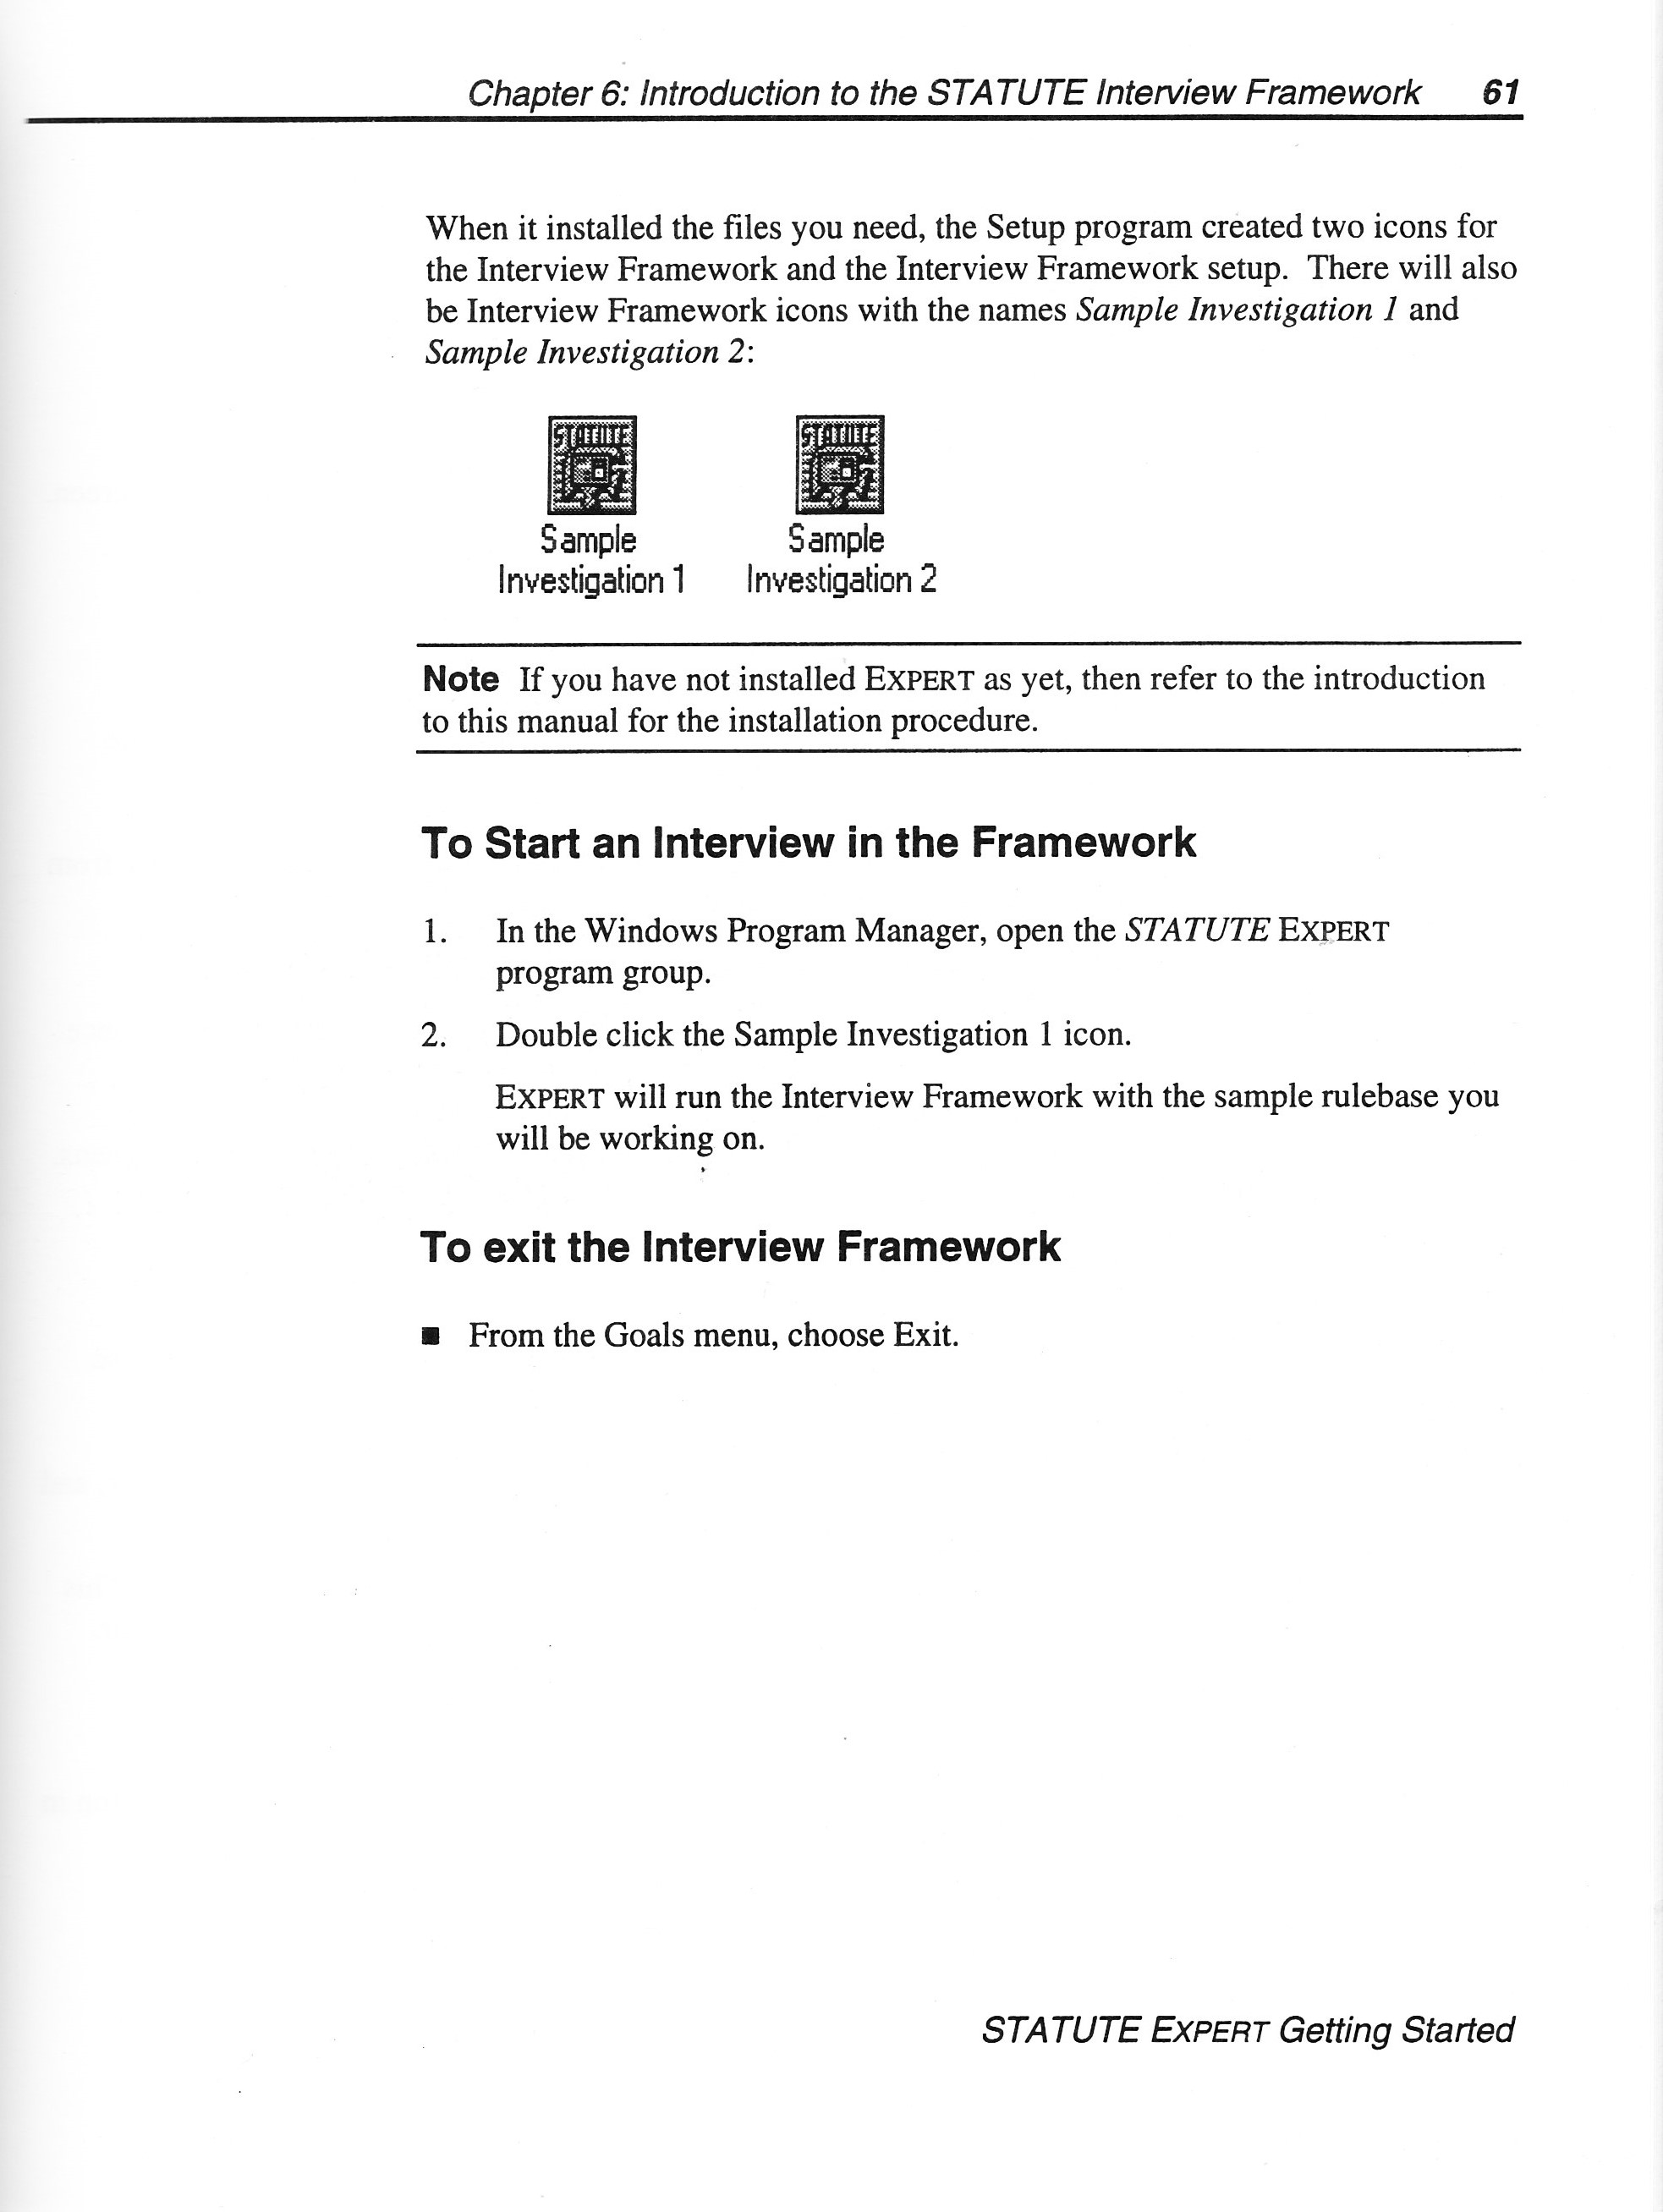 Chapter 6: Introduction to the STATUTE Interview Framework 61
When it installed the files you need, the Setup program created two icons for
the Interview Framework and the Interview Framework setup. There will also
be Interview Framework icons with the names Sample Investigation 1 and
Sample Investigation 2:
STATUTE STATUTE
Sample Sample
Investigation 1 Investigation 2
Note If you have not installed EXPERT as yet, then refer to the introduction
to this manual for the installation procedure.
To Start an Interview in the Framework
1. In the Windows Program Manager, open the STATUTE EXPERT
program group.
2. Double click the Sample Investigation 1 icon.
EXPERT will run the Interview Framework with the sample rulebase you
will be working on.
To exit the Interview Framework
■ From the Goals menu, choose Exit.
STATUTE EXPERT Getting Started